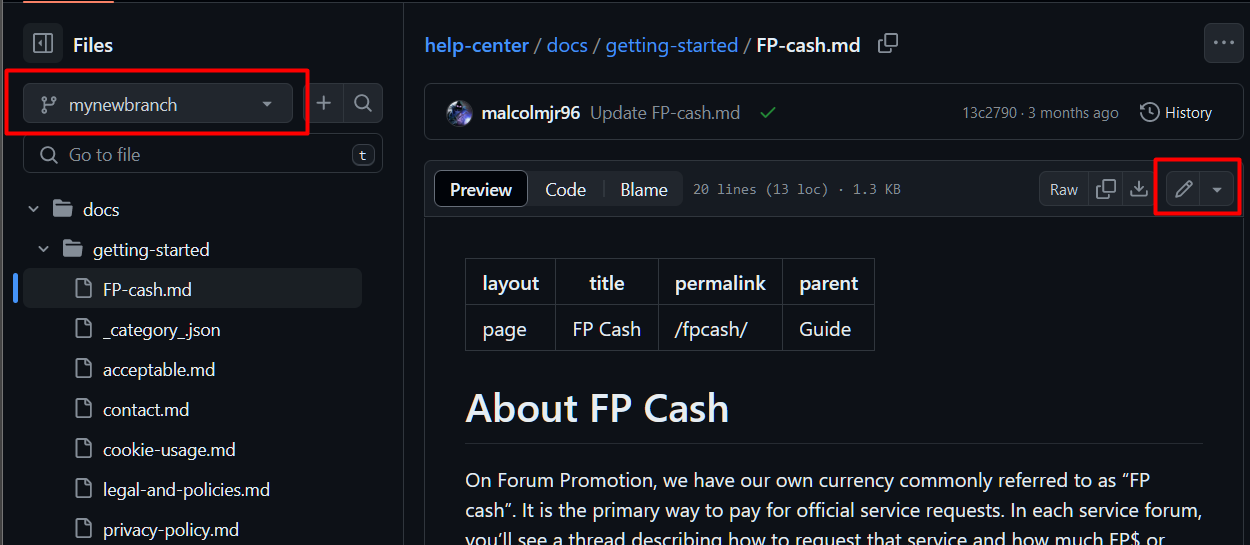 Files
mynewbranch
Go to file
t
docs
getting-started
FP-cash.md
_category_.json
acceptable.md
contact.md
cookie-usage.md
legal-and-policies.md
privacy-policy.md
help-center / docs / getting-started / FP-cash.md
malcolmjr96 Update FP-cash.md
13c2790 · 3 months ago
History
Preview Code Blame 20 lines (13 loc) · 1.3 KB
Raw
layout title permalink parent
page FP Cash /fpcash/ Guide
About FP Cash
On Forum Promotion, we have our own currency commonly referred to as “FP
cash”. It is the primary way to pay for official service requests. In each service forum,
you’ll see a thread describing how to request that service and how much FP$ or